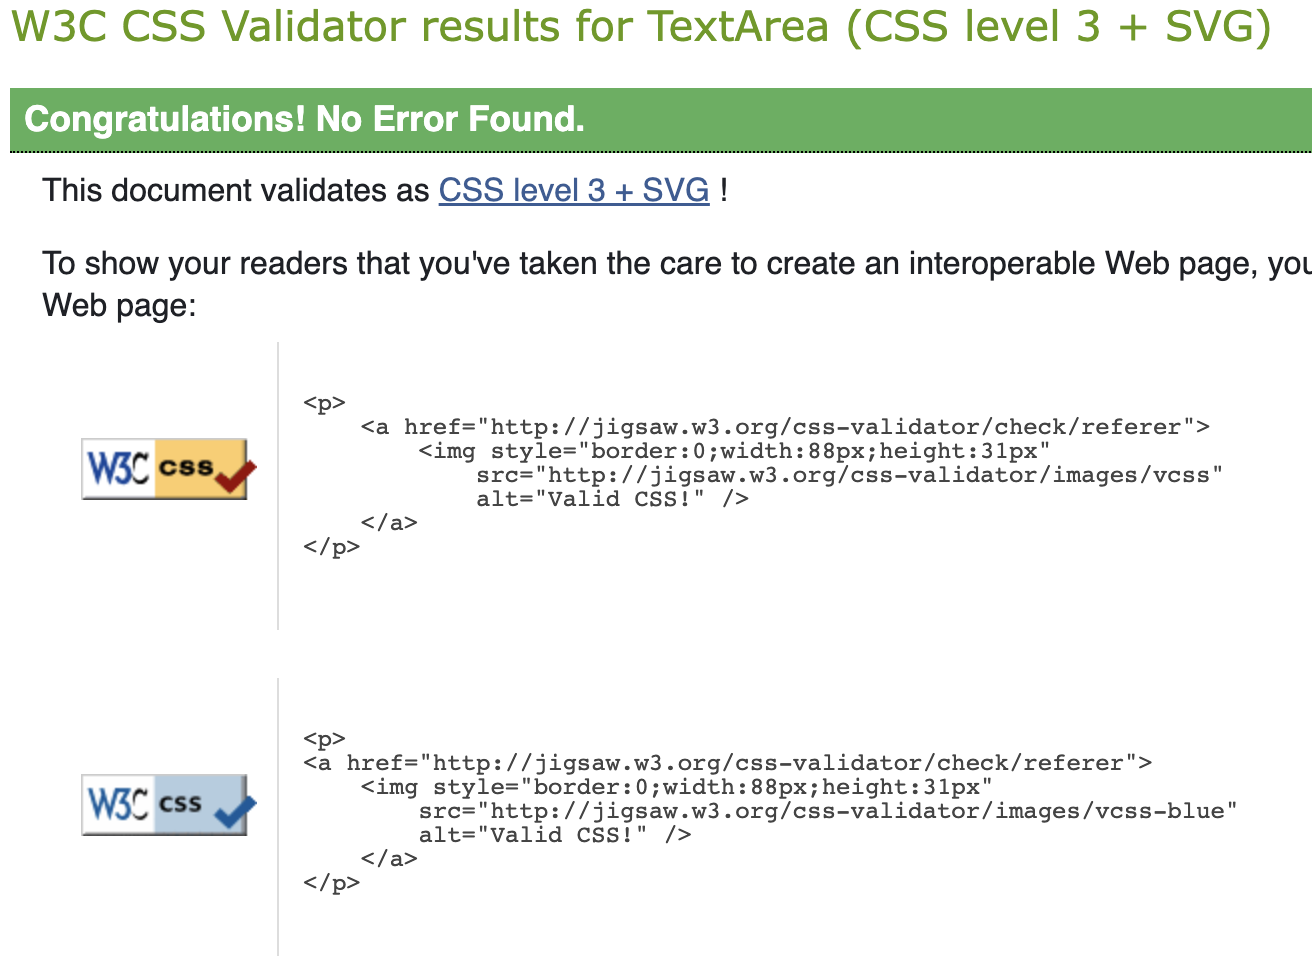 W3C CSS Validator results for TextArea (CSS level 3 + SVG)
Congratulations! No Error Found.
This document validates as CSS level 3 + SVG !
To show your readers that you've taken the care to create an interoperable Web page, you
Web page:
<p>
    <a href="http://jigsaw.w3.org/css-validator/check/referer">
        <img style="border:0;width:88px;height:31px"
            src="http://jigsaw.w3.org/css-validator/images/vcss"
            alt="Valid CSS!" />
    </a>
</p>
W3C css
<p>
<a href="http://jigsaw.w3.org/css-validator/check/referer">
    <img style="border:0;width:88px;height:31px"
        src="http://jigsaw.w3.org/css-validator/images/vcss-blue"
        alt="Valid CSS!" />
    </a>
</p>
W3C css